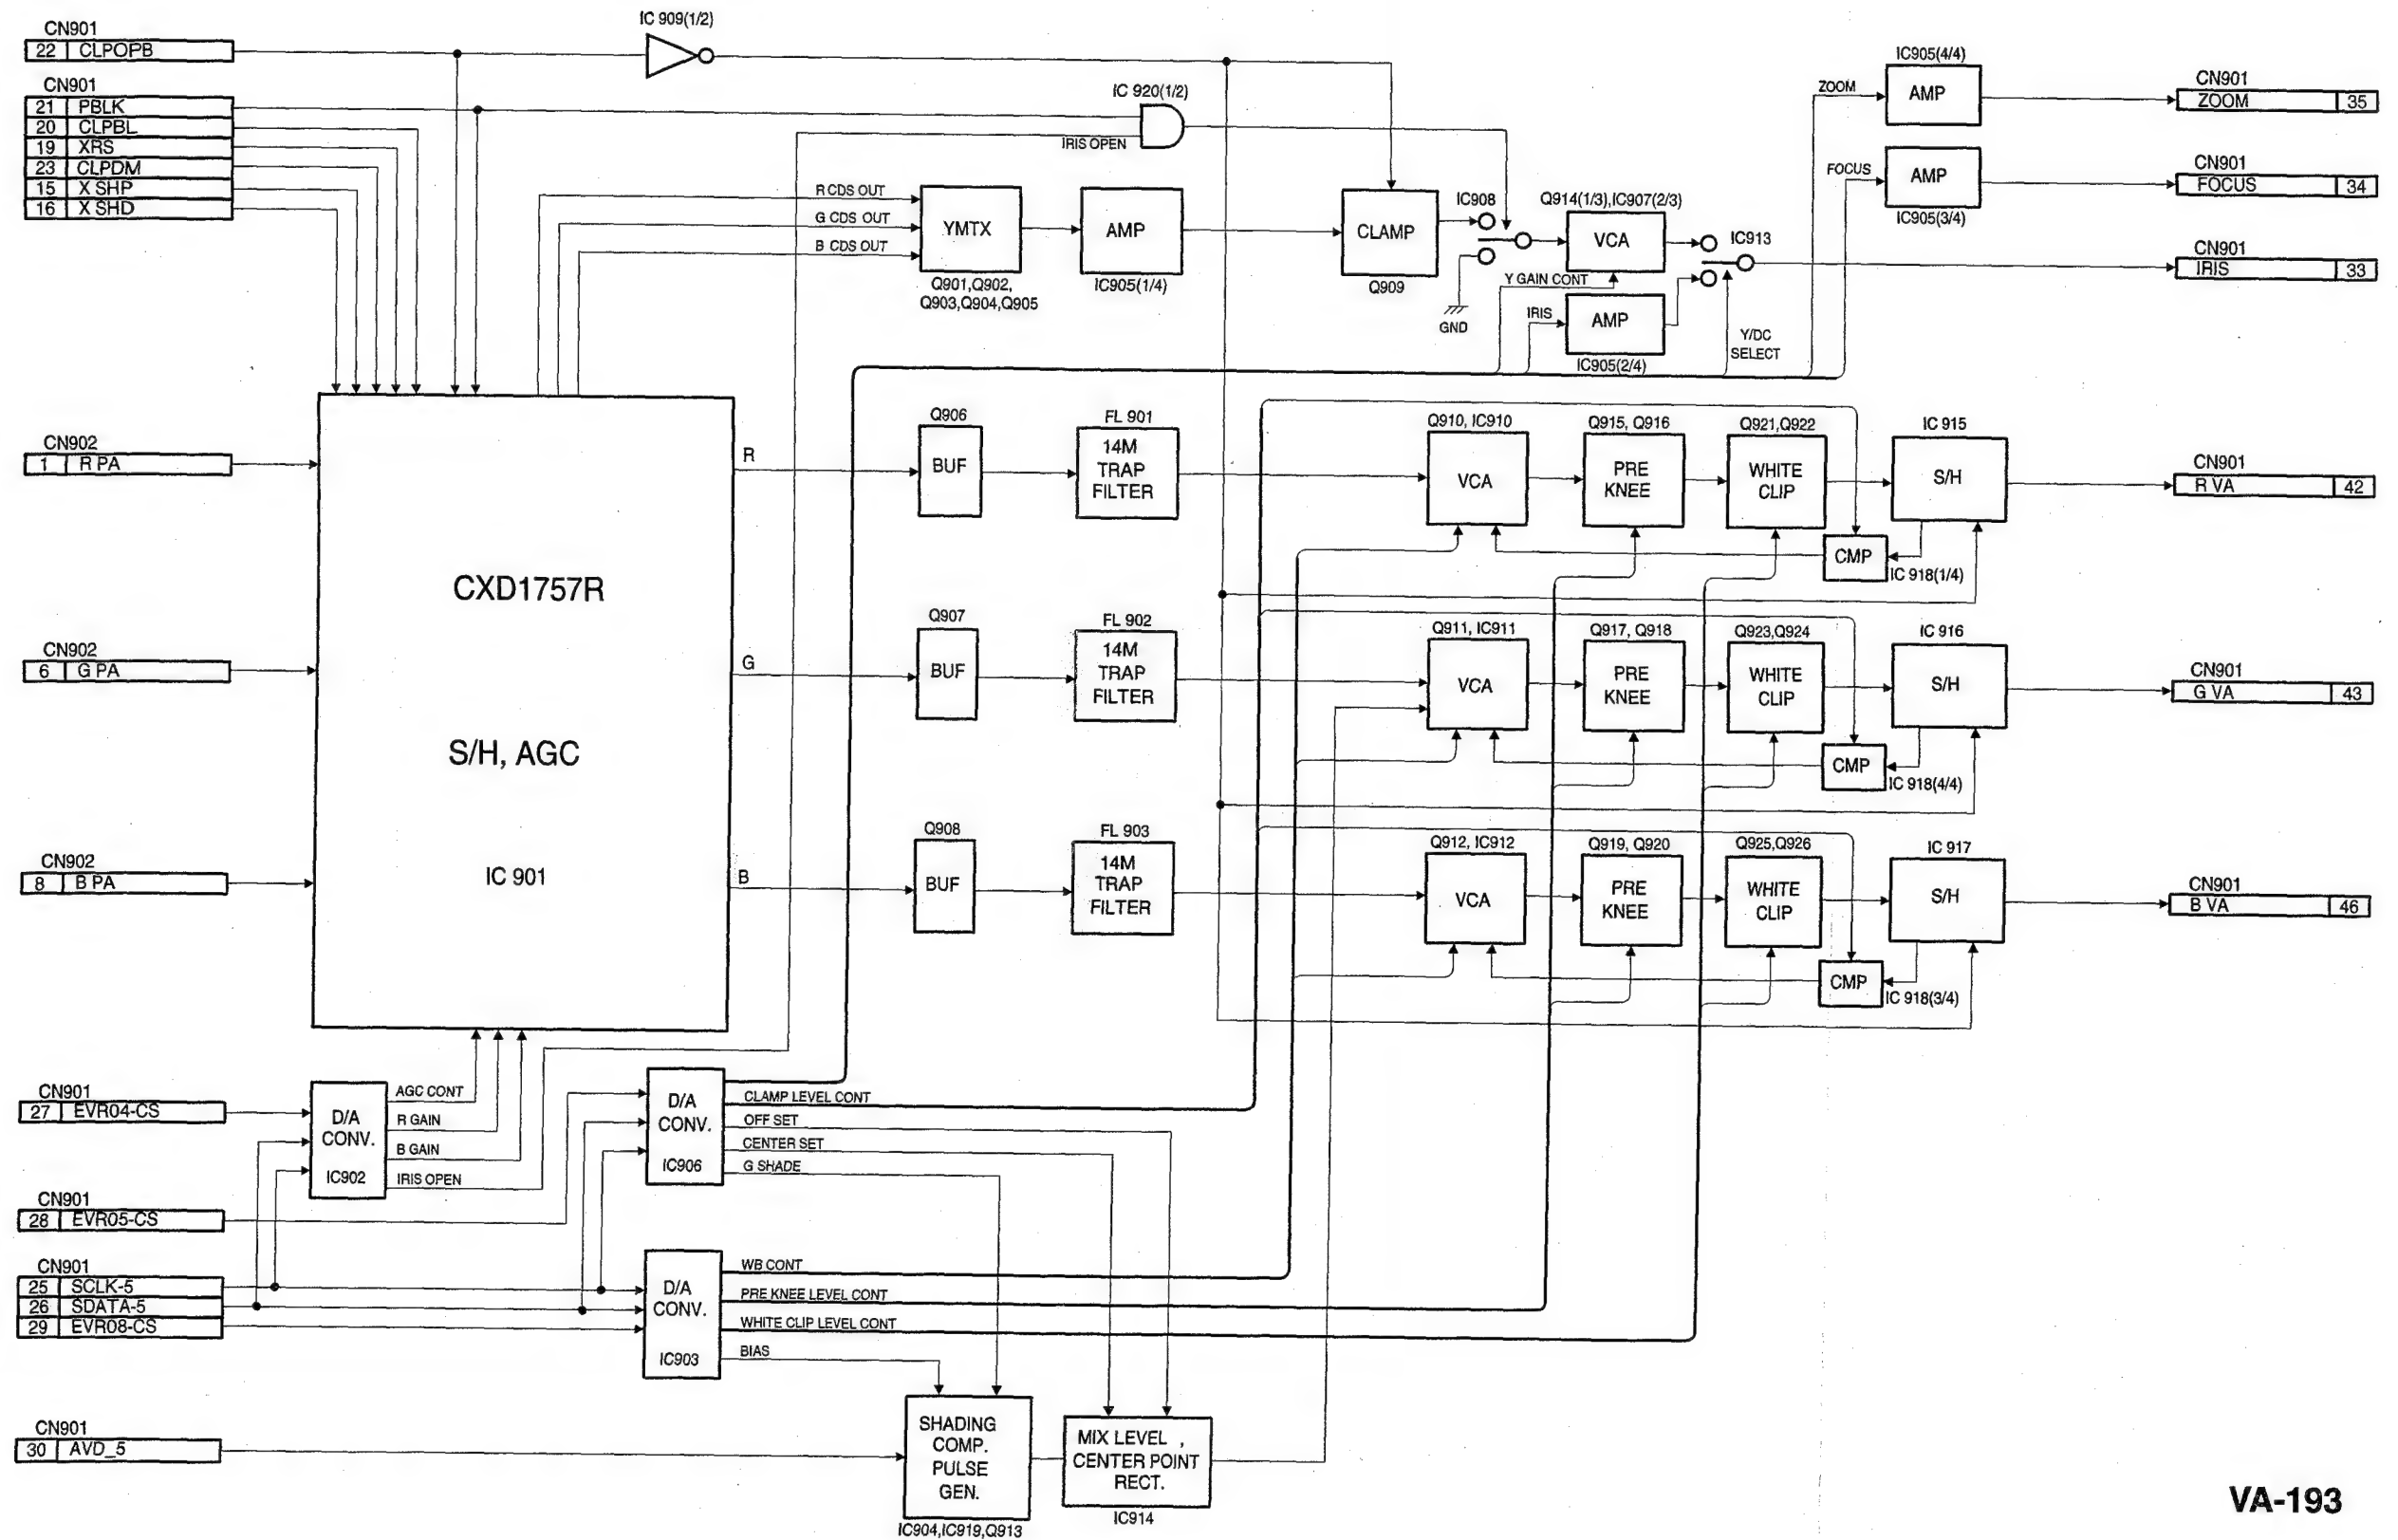 IC 909(1/2)
CN901
22 CLPOPB
CN901
21 PBLK
20 CLPBL
19 XRS
23 CLPDM
15 X SHP
16 X SHD
IC 920(1/2)
IRIS OPEN
R CDS OUT
G CDS OUT
B CDS OUT
YMTX
Q901,Q902,
Q903,Q904,Q905
AMP
IC905(1/4)
CLAMP
Q909
IC908
GND
Q914(1/3),IC907(2/3)
VCA
Y GAIN CONT
IRIS
AMP
IC905(2/4)
IC913
Y/DC
SELECT
ZOOM
IC905(4/4)
AMP
CN901
ZOOM 35
FOCUS
AMP
IC905(3/4)
CN901
FOCUS 34
CN901
IRIS 33
CN902
1 R PA
CN902
6 G PA
CN902
8 B PA
CXD1757R
S/H, AGC
IC 901
R
Q906
BUF
FL 901
14M
TRAP
FILTER
Q910, IC910
VCA
Q915, Q916
PRE
KNEE
Q921,Q922
WHITE
CLIP
IC 915
S/H
CMP
IC 918(1/4)
CN901
R VA 42
G
Q907
BUF
FL 902
14M
TRAP
FILTER
Q911, IC911
VCA
Q917, Q918
PRE
KNEE
Q923,Q924
WHITE
CLIP
IC 916
S/H
CMP
IC 918(4/4)
CN901
G VA 43
B
Q908
BUF
FL 903
14M
TRAP
FILTER
Q912, IC912
VCA
Q919, Q920
PRE
KNEE
Q925,Q926
WHITE
CLIP
IC 917
S/H
CMP
IC 918(3/4)
CN901
B VA 46
CN901
27 EVR04-CS
D/A
CONV.
IC902
AGC CONT
R GAIN
B GAIN
IRIS OPEN
CN901
28 EVR05-CS
D/A
CONV.
IC906
CLAMP LEVEL CONT
OFF SET
CENTER SET
G SHADE
CN901
25 SCLK-5
26 SDATA-5
29 EVR08-CS
D/A
CONV.
IC903
WB CONT
PRE KNEE LEVEL CONT
WHITE CLIP LEVEL CONT
BIAS
CN901
30 AVD_5
SHADING
COMP.
PULSE
GEN.
IC904,IC919,Q913
MIX LEVEL ,
CENTER POINT
RECT.
IC914
VA-193